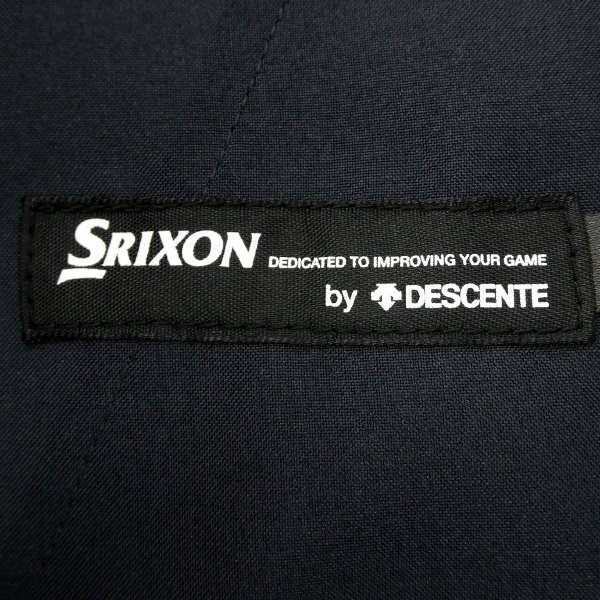 SRIXON DEDICATED TO IMPROVING YOUR GAME
by DESCENTE